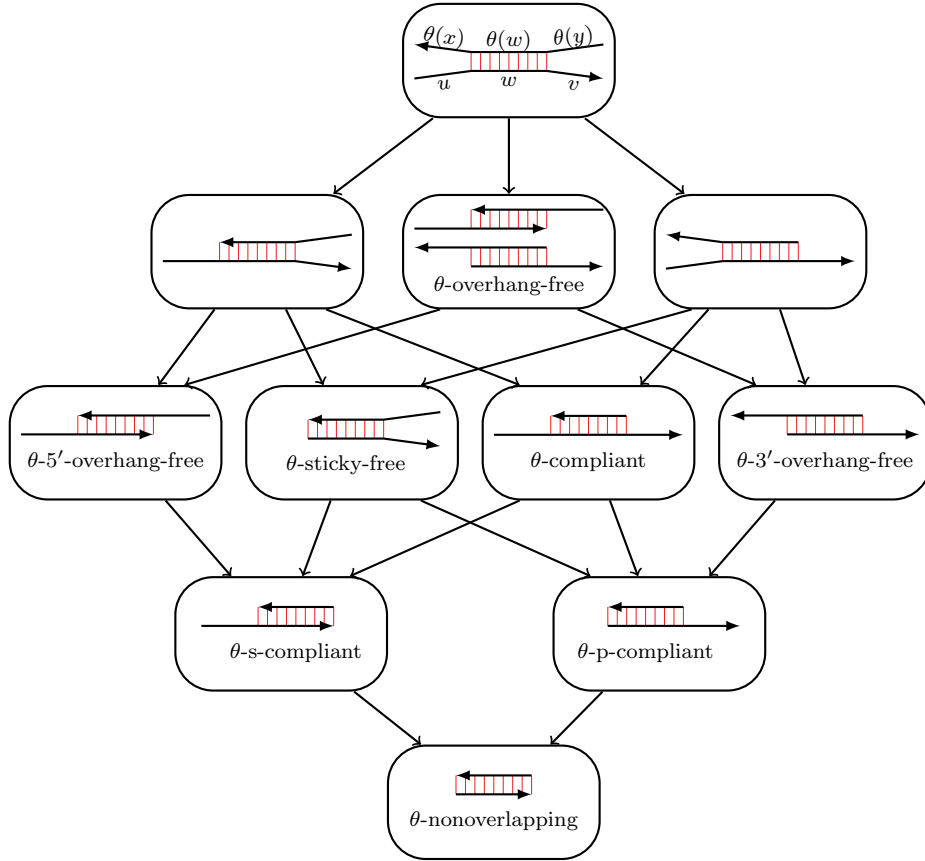 θ(x) θ(w) θ(y)
u w v
θ-overhang-free
θ-5′-overhang-free θ-sticky-free θ-compliant θ-3′-overhang-free
θ-s-compliant θ-p-compliant
θ-nonoverlapping